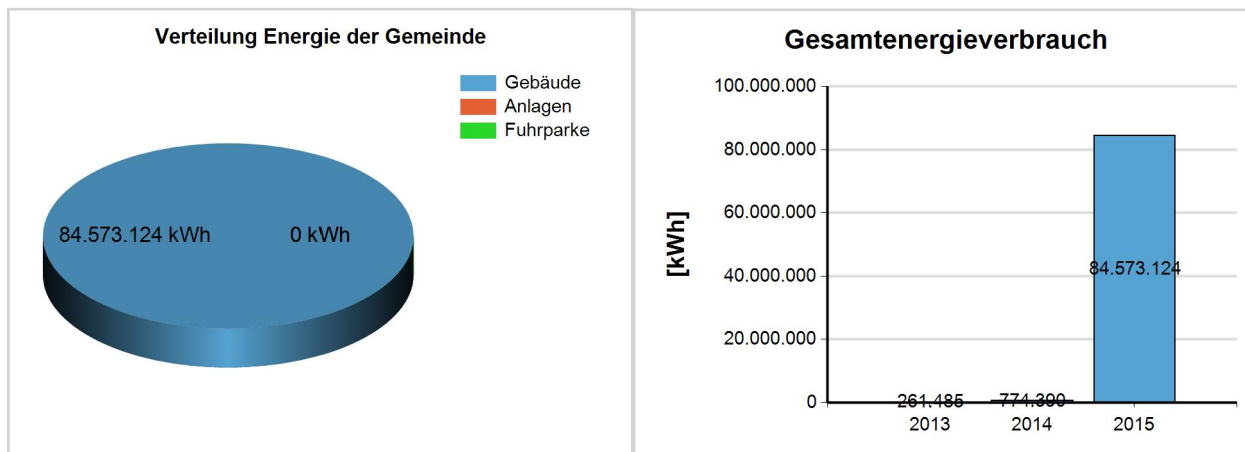 Verteilung Energie der Gemeinde
Gebäude
Anlagen
Fuhrparke
84.573.124 kWh
0 kWh
Gesamtenergieverbrauch
[kWh]
100.000.000
80.000.000
60.000.000
40.000.000
20.000.000
0
84.573.124
261.485
774.390
2013
2014
2015